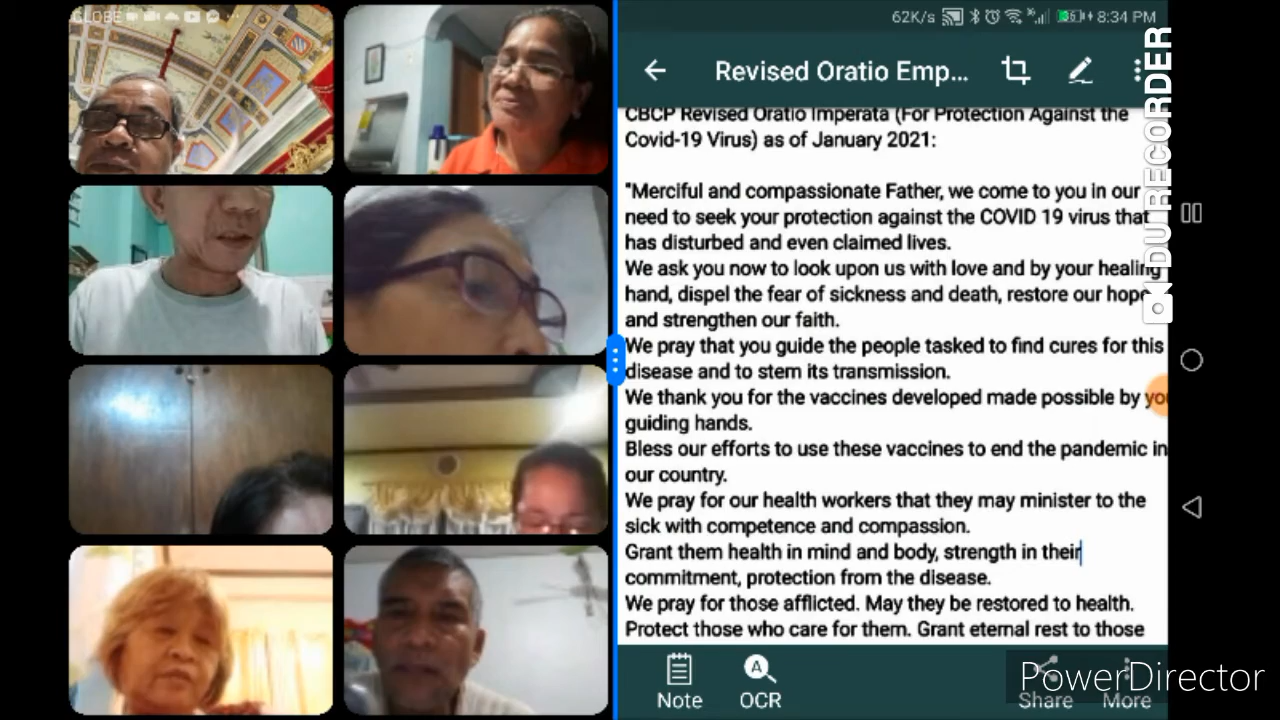 GLOBE
62K/s
8:34 PM
Revised Oratio Emp...
CBCP Revised Oratio Imperata (For Protection Against the
Covid-19 Virus) as of January 2021:
"Merciful and compassionate Father, we come to you in our
need to seek your protection against the COVID 19 virus that
has disturbed and even claimed lives.
We ask you now to look upon us with love and by your healing
hand, dispel the fear of sickness and death, restore our hope
and strengthen our faith.
We pray that you guide the people tasked to find cures for this
disease and to stem its transmission.
We thank you for the vaccines developed made possible by you
guiding hands.
Bless our efforts to use these vaccines to end the pandemic in
our country.
We pray for our health workers that they may minister to the
sick with competence and compassion.
Grant them health in mind and body, strength in their
commitment, protection from the disease.
We pray for those afflicted. May they be restored to health.
Protect those who care for them. Grant eternal rest to those
Note
OCR
Share
More
DU RECORDER
PowerDirector